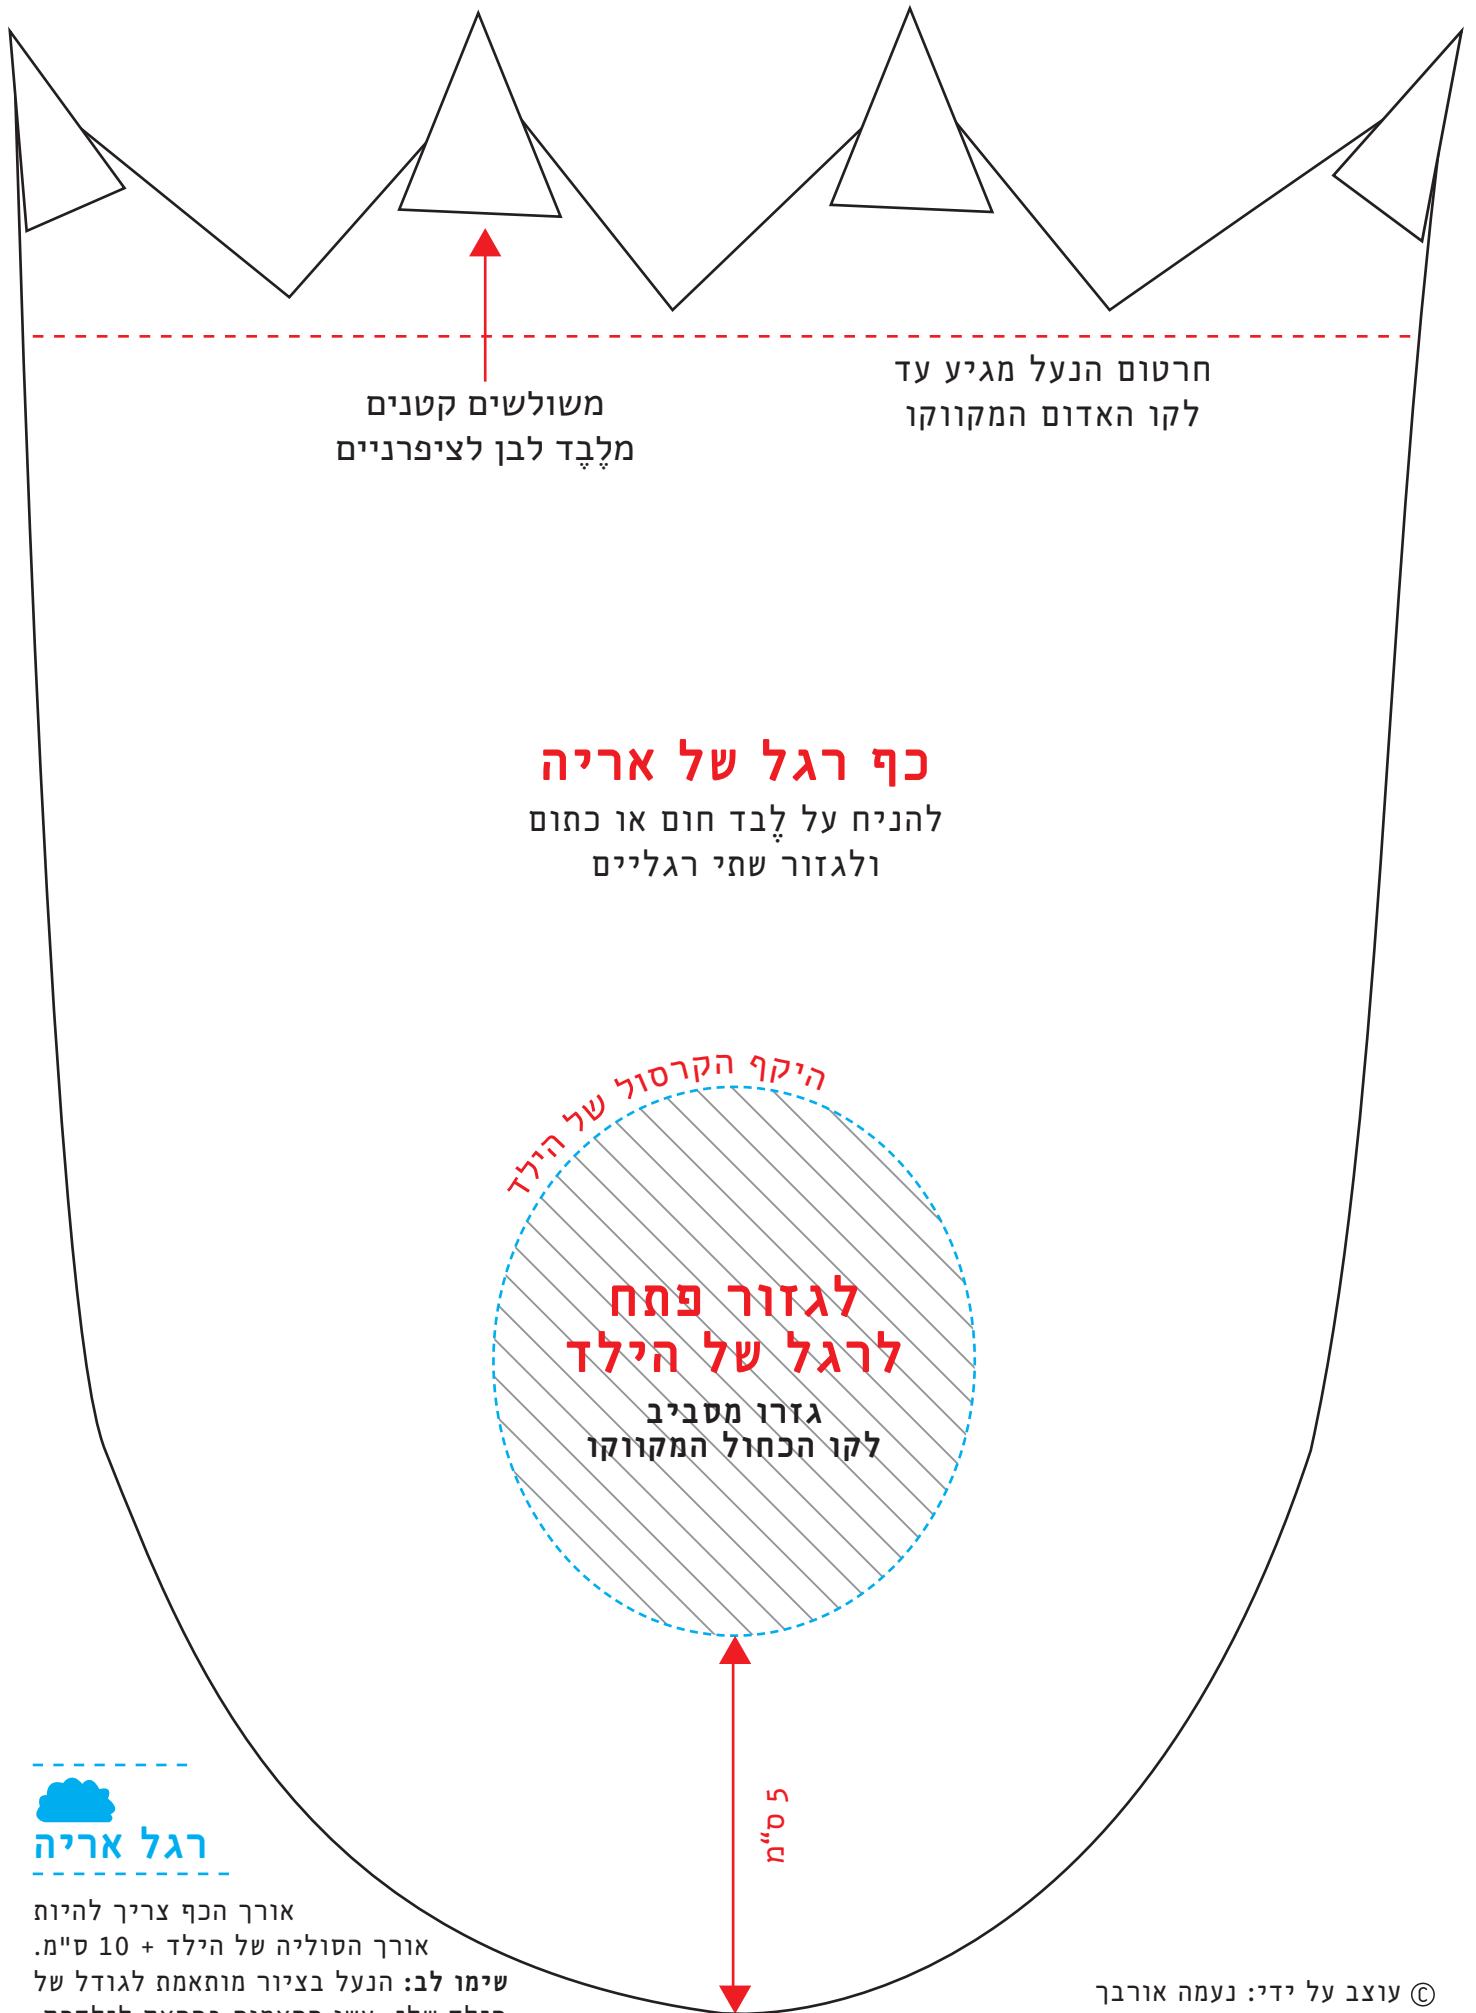 חרטום הנעל מגיע עד
לקו האדום המקווקו
משולשים קטנים
מלֶבֶד לבן לציפרניים
כף רגל של אריה
להניח על לֶבד חום או כתום
ולגזור שתי רגליים
היקף הקרסול של הילד
לגזור פתח
לרגל של הילד
גזרו מסביב
לקו הכחול המקווקו
5 ס"מ
רגל אריה
אורך הכף צריך להיות
אורך הסוליה של הילד + 10 ס"מ.
שימו לב: הנעל בציור מותאמת לגודל של
© עוצב על ידי: נעמה אורבך